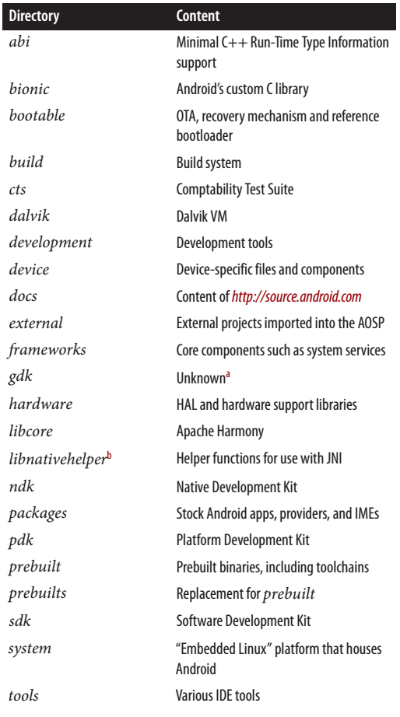 Directory Content
abi Minimal C++ Run-Time Type Information
support
bionic Android's custom C library
bootable OTA, recovery mechanism and reference
bootloader
build Build system
cts Comptability Test Suite
dalvik Dalvik VM
development Development tools
device Device-specific files and components
docs Content of http://source.android.com
external External projects imported into the AOSP
frameworks Core components such as system services
gdk Unknownᵃ
hardware HAL and hardware support libraries
libcore Apache Harmony
libnativehelperᵇ Helper functions for use with JNI
ndk Native Development Kit
packages Stock Android apps, providers, and IMEs
pdk Platform Development Kit
prebuilt Prebuilt binaries, including toolchains
prebuilts Replacement for prebuilt
sdk Software Development Kit
system “Embedded Linux” platform that houses
Android
tools Various IDE tools